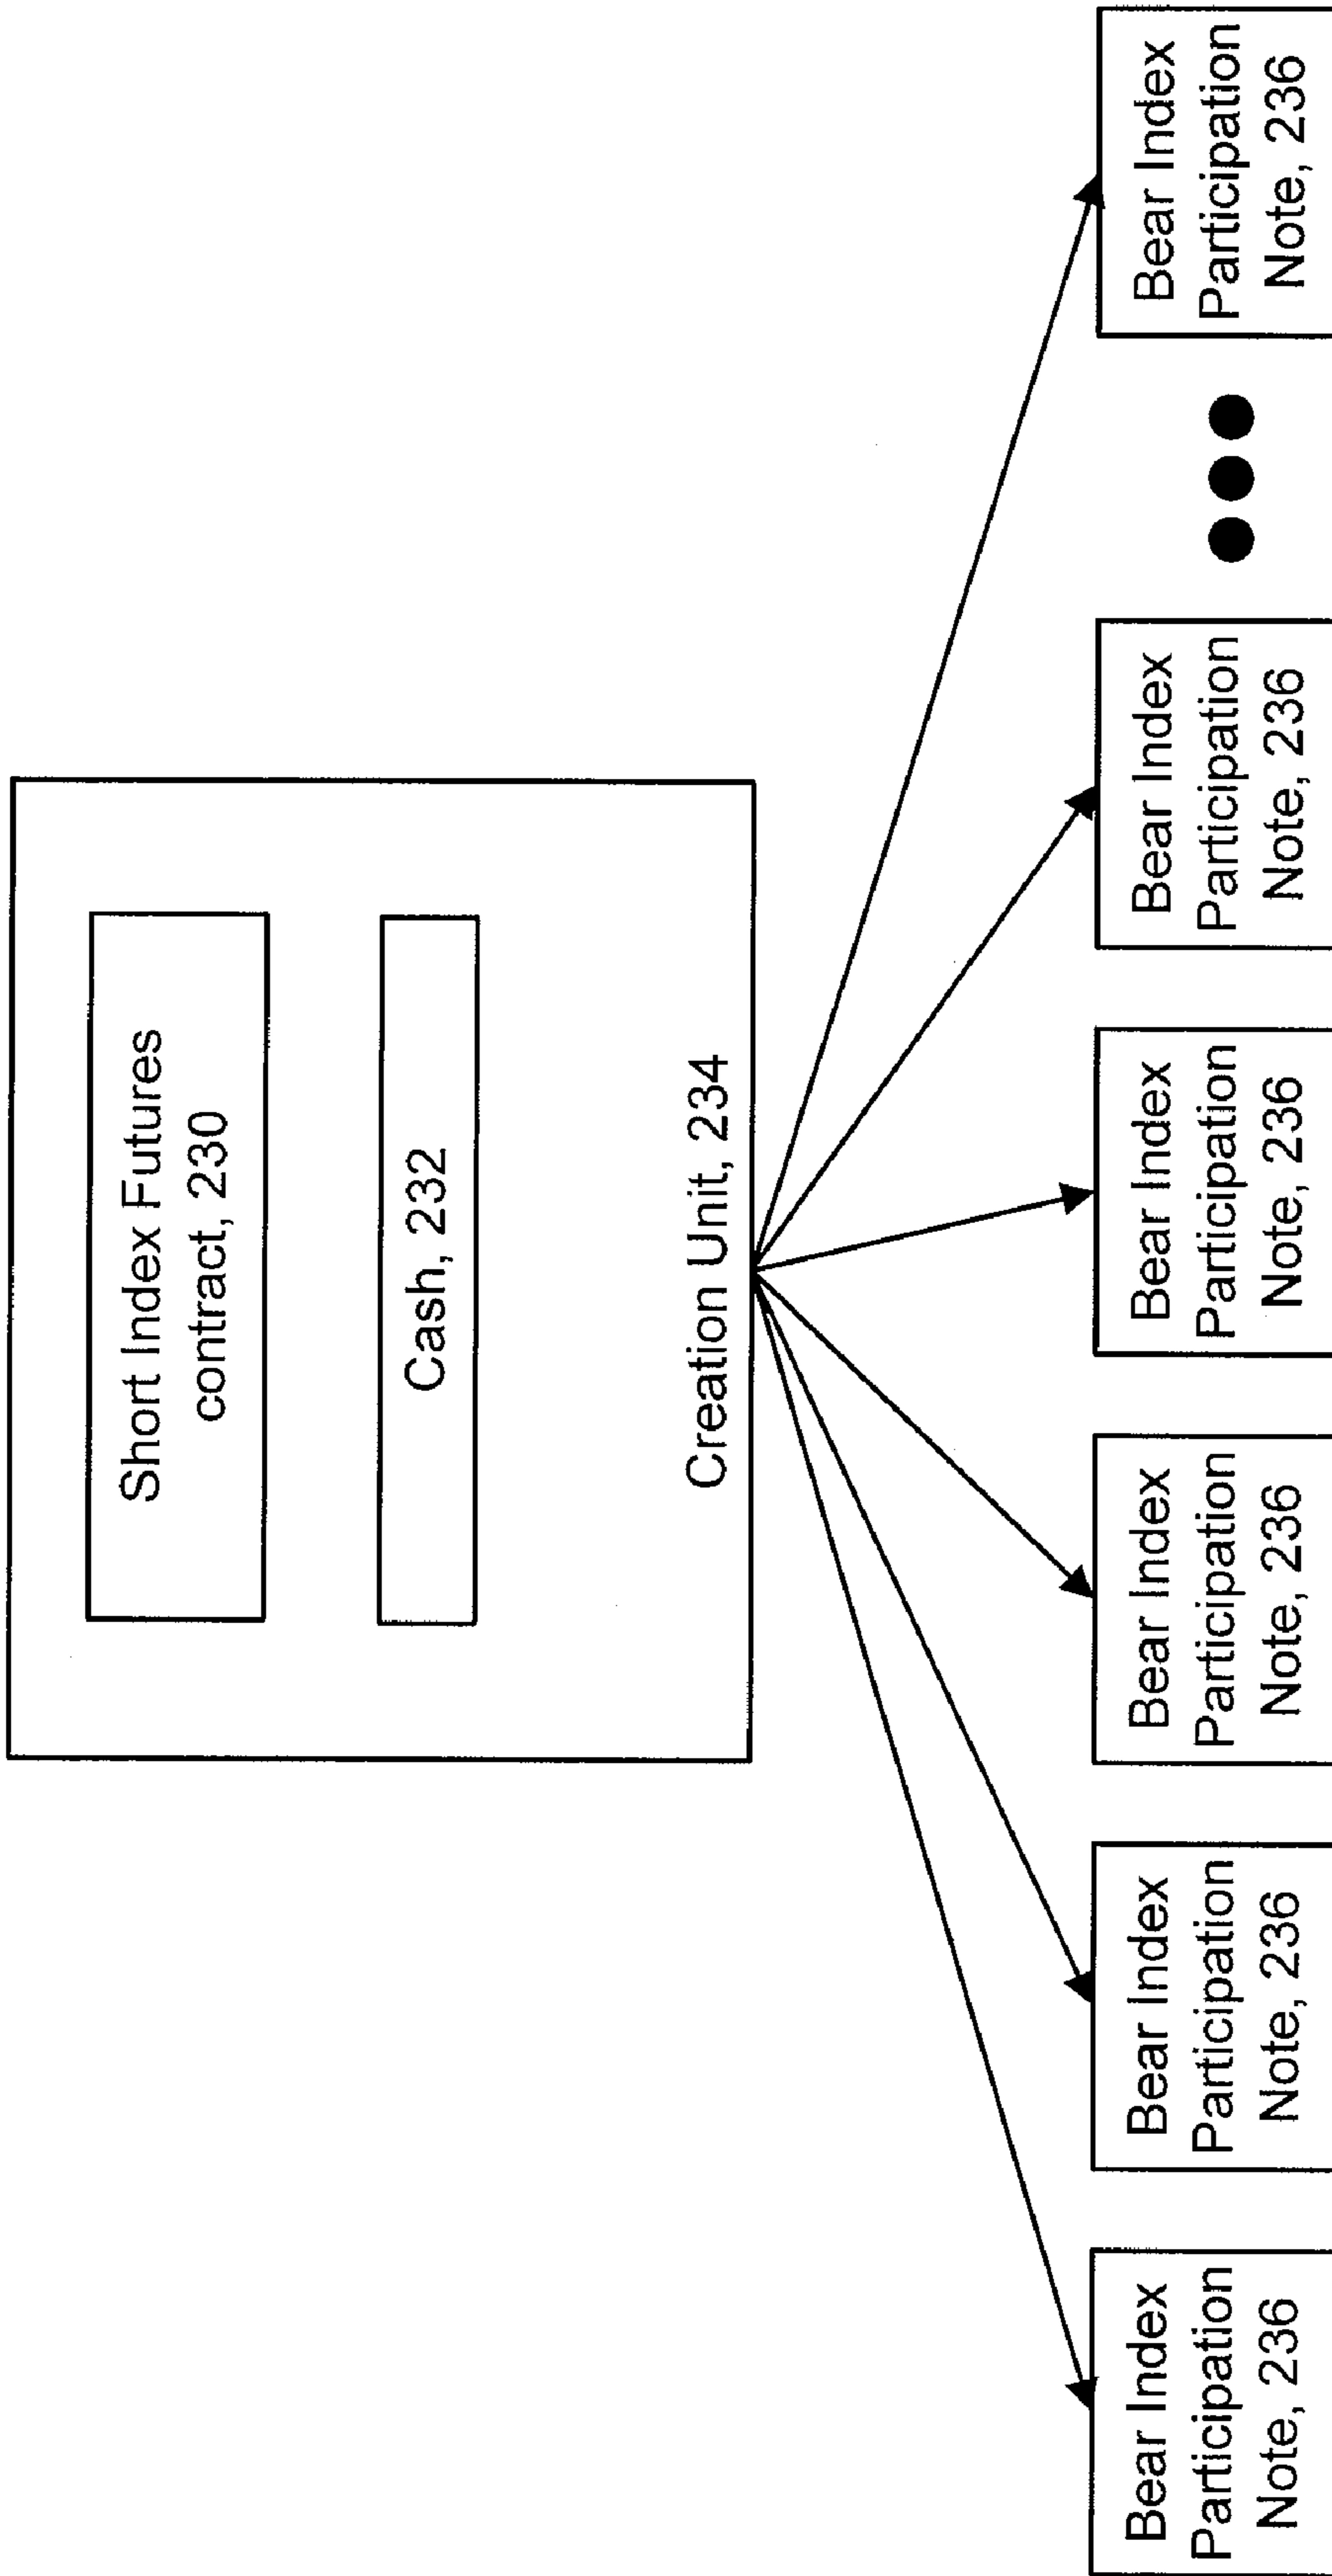 Short Index Futures
contract, 230
Cash, 232
Creation Unit, 234
Bear Index
Participation
Note, 236
Bear Index
Participation
Note, 236
Bear Index
Participation
Note, 236
Bear Index
Participation
Note, 236
Bear Index
Participation
Note, 236
Bear Index
Participation
Note, 236